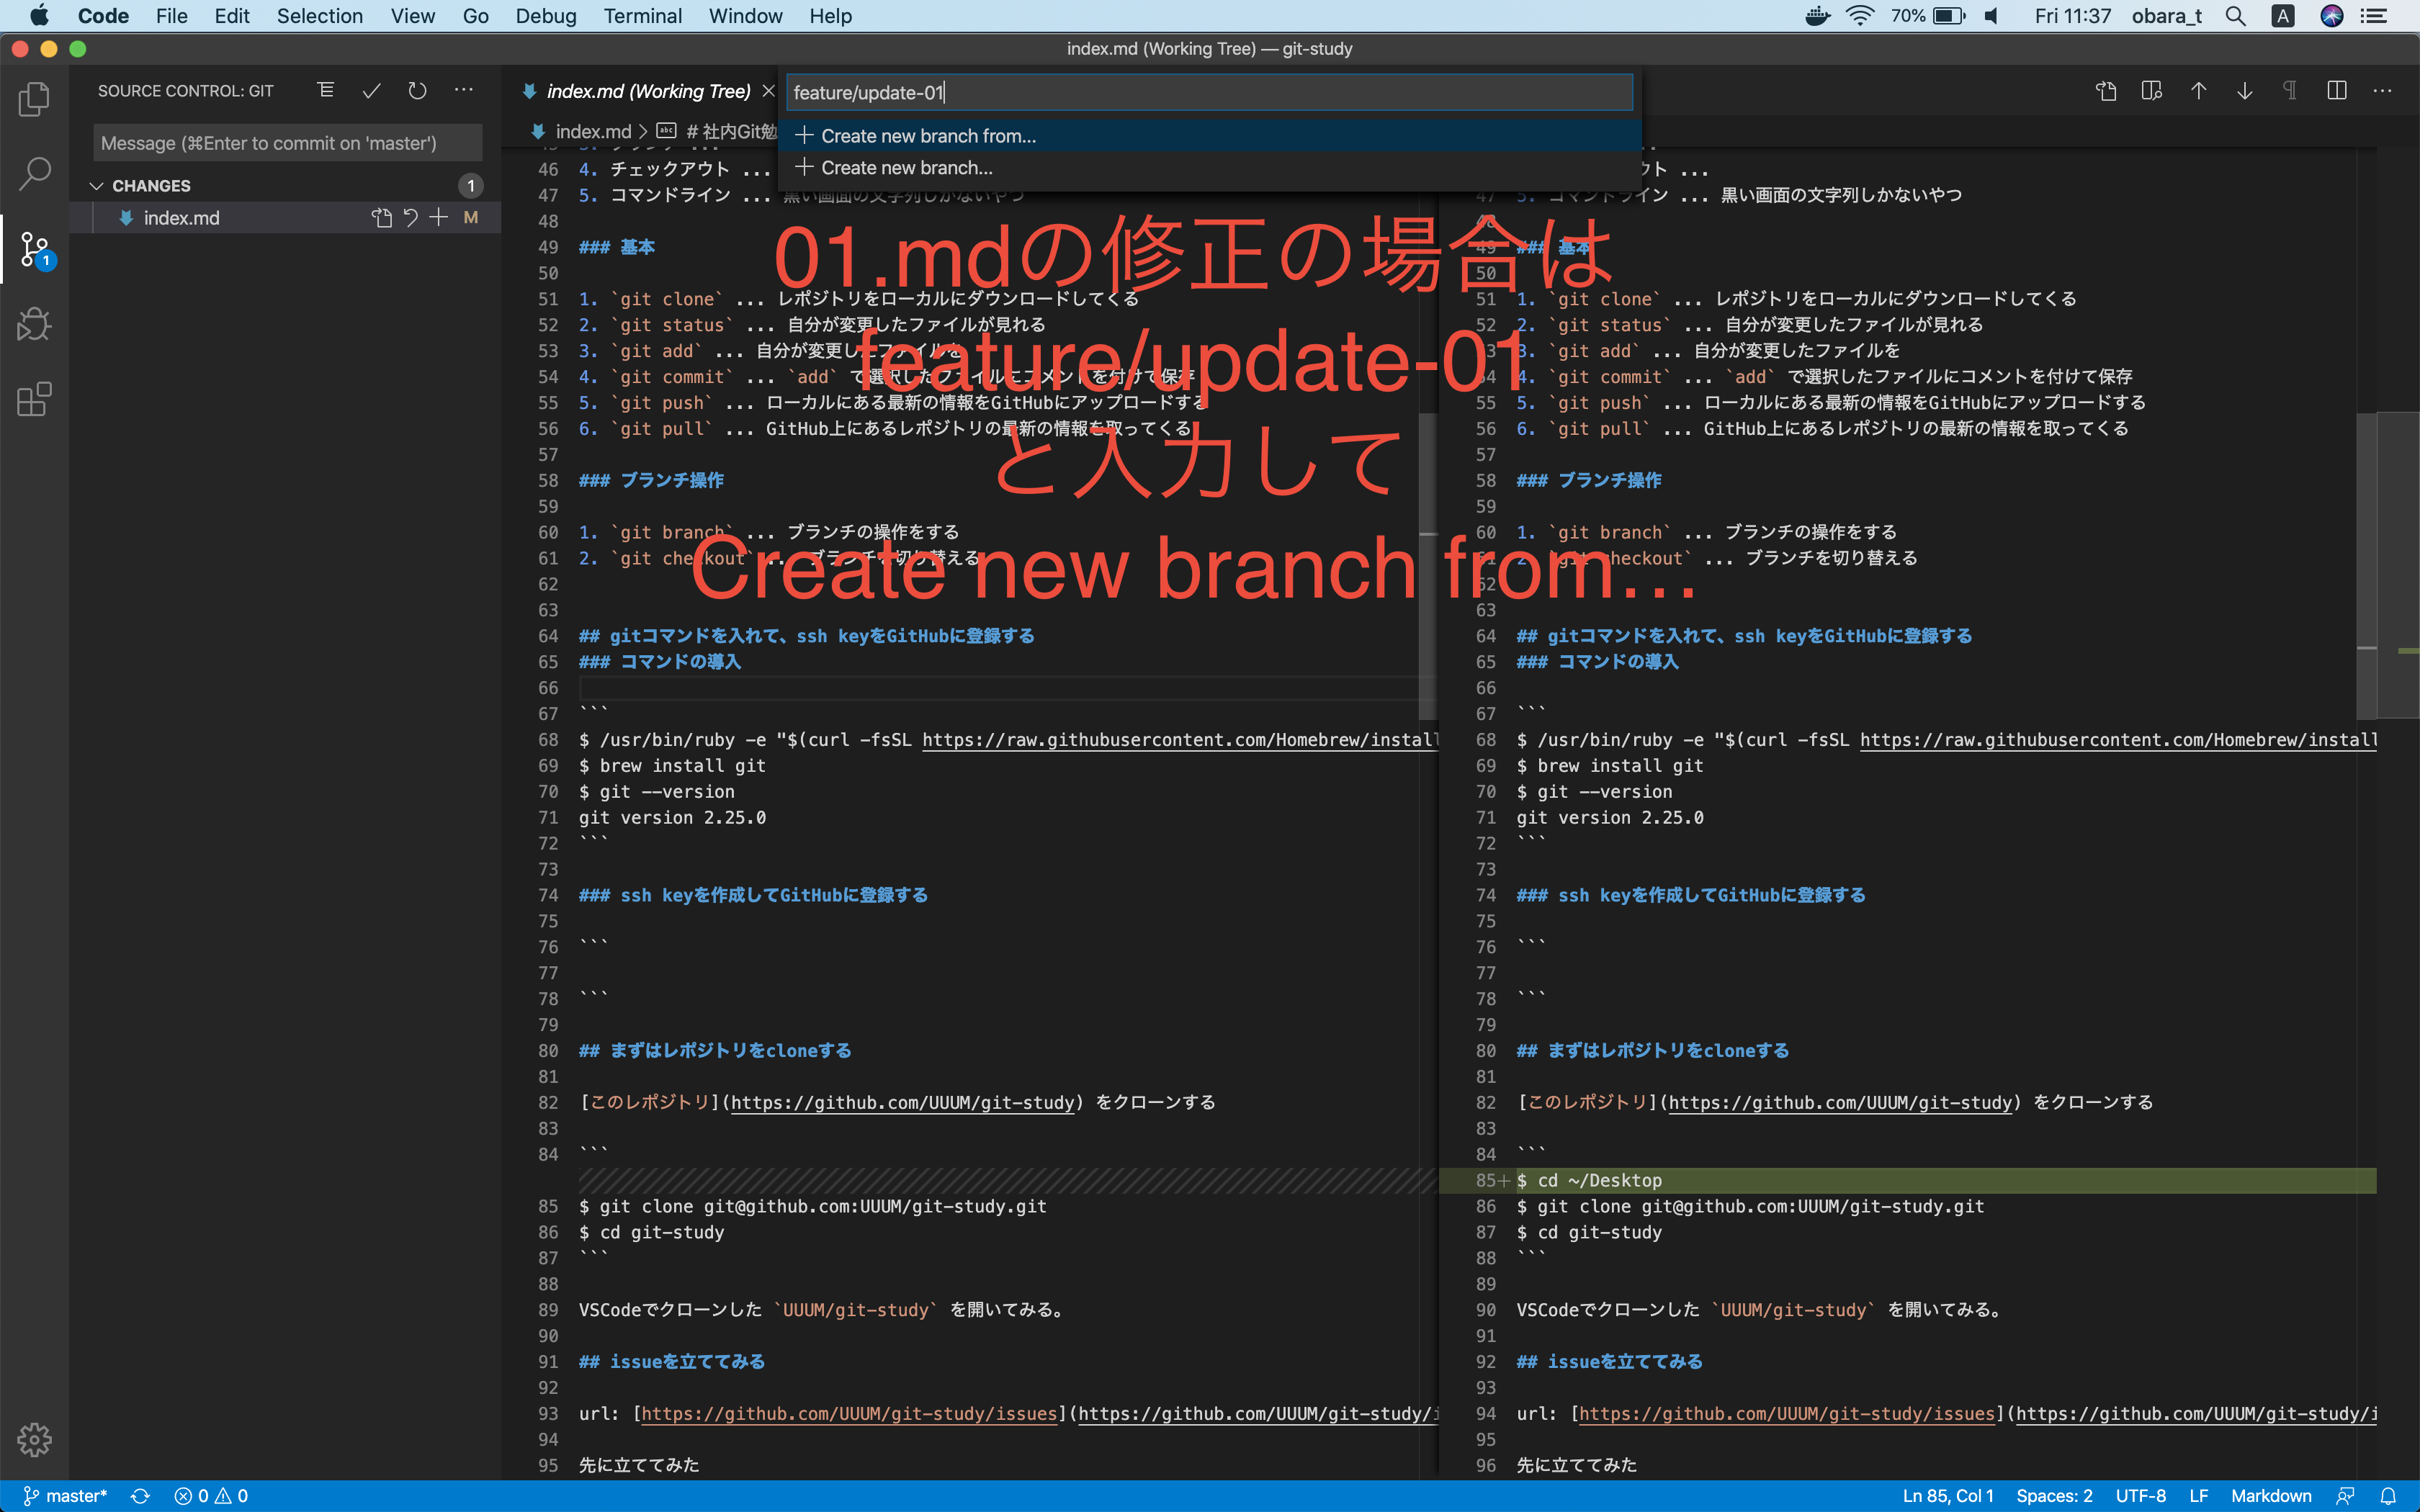 Code File Edit Selection View Go Debug Terminal Window Help 70% Fri 11:37 obara_t A
index.md (Working Tree) — git-study
SOURCE CONTROL: GIT
Message (⌘Enter to commit on 'master')
CHANGES 1
index.md M
1
index.md (Working Tree)
index.md > # 社内Git勉
feature/update-01
Create new branch from...
Create new branch...
01.mdの修正の場合は
feature/update-01
と入力して
Create new branch from...
46 4. チェックアウト ...
47 5. コマンドライン ... 黒い画面の文字列しかないやつ
48
49 ### 基本
50
51 1. `git clone` ... レポジトリをローカルにダウンロードしてくる
52 2. `git status` ... 自分が変更したファイルが見れる
53 3. `git add` ... 自分が変更したファイルを
54 4. `git commit` ... `add` で選択したファイルにコメントを付けて保存
55 5. `git push` ... ローカルにある最新の情報をGitHubにアップロードする
56 6. `git pull` ... GitHub上にあるレポジトリの最新の情報を取ってくる
57
58 ### ブランチ操作
59
60 1. `git branch` ... ブランチの操作をする
61 2. `git checkout` ... ブランチを切り替える
62
63
64 ## gitコマンドを入れて、ssh keyをGitHubに登録する
65 ### コマンドの導入
66
67 ```
68 $ /usr/bin/ruby -e "$(curl -fsSL https://raw.githubusercontent.com/Homebrew/install
69 $ brew install git
70 $ git --version
71 git version 2.25.0
72 ```
73
74 ### ssh keyを作成してGitHubに登録する
75
76 ```
77
78 ```
79
80 ## まずはレポジトリをcloneする
81
82 [このレポジトリ](https://github.com/UUUM/git-study) をクローンする
83
84 ```
85 $ git clone git@github.com:UUUM/git-study.git
86 $ cd git-study
87 ```
88
89 VSCodeでクローンした `UUUM/git-study` を開いてみる。
90
91 ## issueを立ててみる
92
93 url: [https://github.com/UUUM/git-study/issues](https://github.com/UUUM/git-study/i
94
95 先に立ててみた
ウト ...
47 5. コマンドライン ... 黒い画面の文字列しかないやつ
48
49 ### 基本
50
51 1. `git clone` ... レポジトリをローカルにダウンロードしてくる
52 2. `git status` ... 自分が変更したファイルが見れる
53 3. `git add` ... 自分が変更したファイルを
54 4. `git commit` ... `add` で選択したファイルにコメントを付けて保存
55 5. `git push` ... ローカルにある最新の情報をGitHubにアップロードする
56 6. `git pull` ... GitHub上にあるレポジトリの最新の情報を取ってくる
57
58 ### ブランチ操作
59
60 1. `git branch` ... ブランチの操作をする
61 2. `git checkout` ... ブランチを切り替える
62
63
64 ## gitコマンドを入れて、ssh keyをGitHubに登録する
65 ### コマンドの導入
66
67 ```
68 $ /usr/bin/ruby -e "$(curl -fsSL https://raw.githubusercontent.com/Homebrew/install
69 $ brew install git
70 $ git --version
71 git version 2.25.0
72 ```
73
74 ### ssh keyを作成してGitHubに登録する
75
76 ```
77
78 ```
79
80 ## まずはレポジトリをcloneする
81
82 [このレポジトリ](https://github.com/UUUM/git-study) をクローンする
83
84 ```
85+ $ cd ~/Desktop
86 $ git clone git@github.com:UUUM/git-study.git
87 $ cd git-study
88 ```
89
90 VSCodeでクローンした `UUUM/git-study` を開いてみる。
91
92 ## issueを立ててみる
93
94 url: [https://github.com/UUUM/git-study/issues](https://github.com/UUUM/git-study/i
95
96 先に立ててみた
master* 0 0 Ln 85, Col 1 Spaces: 2 UTF-8 LF Markdown